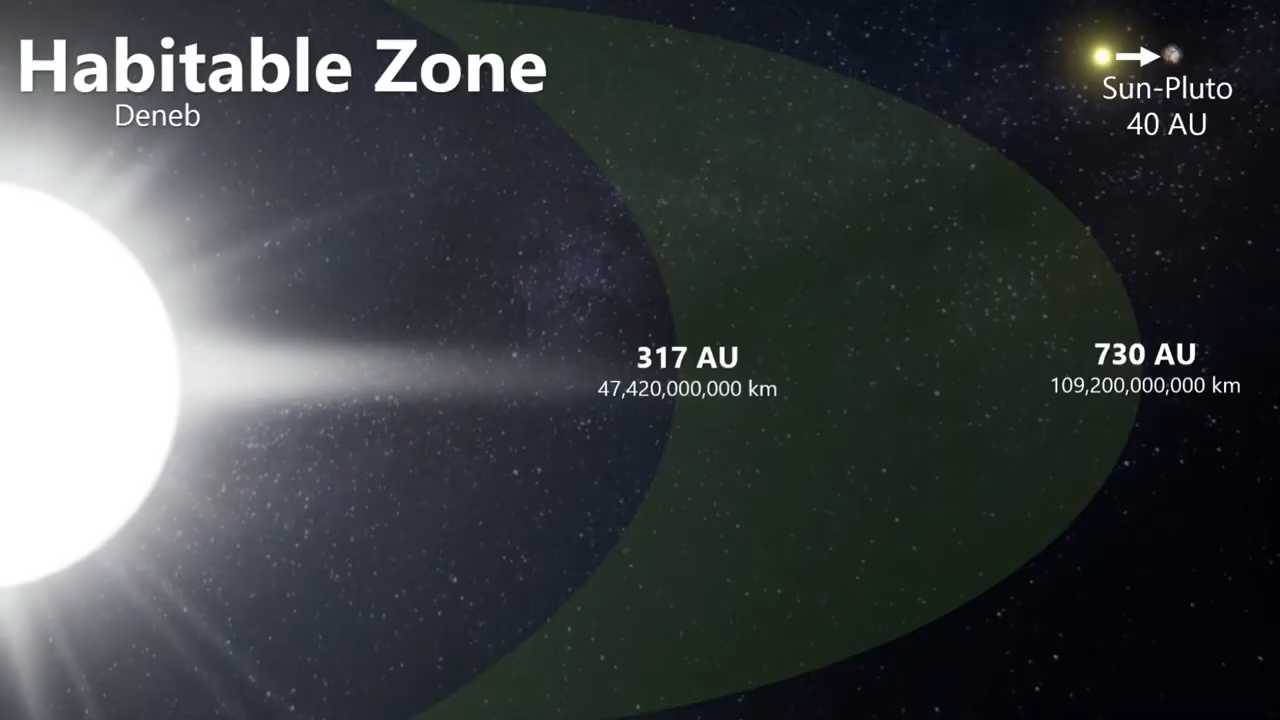 Habitable Zone
Deneb
Sun-Pluto
40 AU
317 AU
47,420,000,000 km
730 AU
109,200,000,000 km